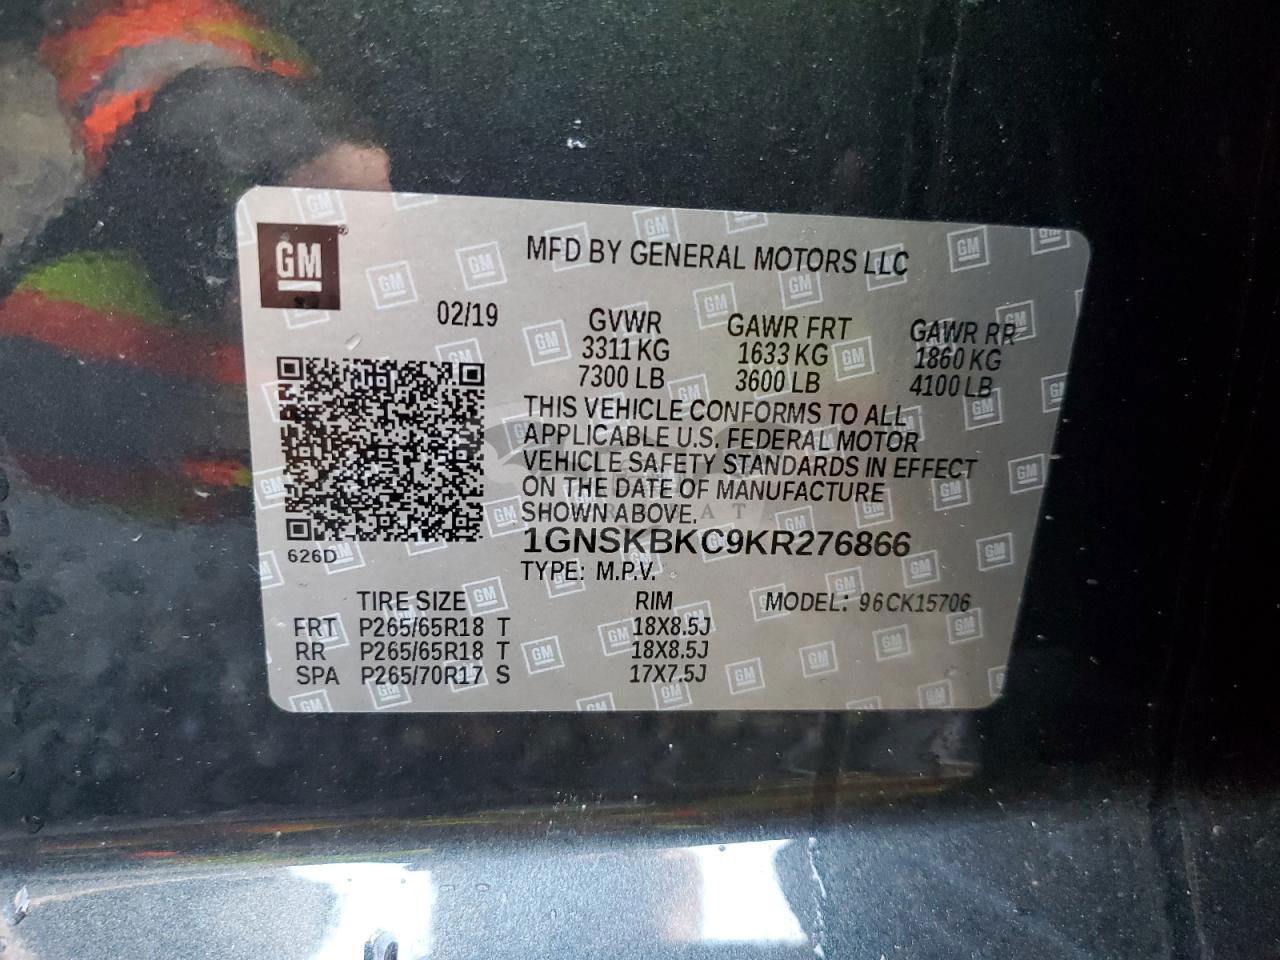 GM
MFD BY GENERAL MOTORS LLC
02/19
GVWR GAWR FRT GAWR RR
3311 KG 1633 KG 1860 KG
7300 LB 3600 LB 4100 LB
THIS VEHICLE CONFORMS TO ALL
APPLICABLE U.S. FEDERAL MOTOR
VEHICLE SAFETY STANDARDS IN EFFECT
ON THE DATE OF MANUFACTURE
SHOWN ABOVE.
626D
1GNSKBKC9KR276866
TYPE: M.P.V.
TIRE SIZE RIM MODEL: 96CK15706
FRT P265/65R18 T 18X8.5J
RR P265/65R18 T 18X8.5J
SPA P265/70R17 S 17X7.5J